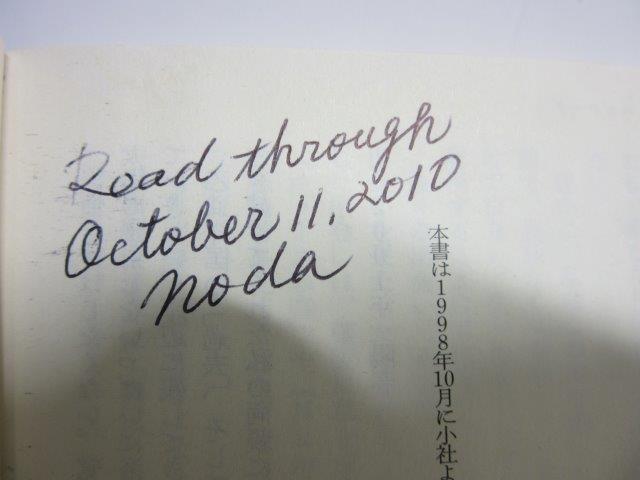 Road through
October 11, 2010
Noda
本書は1998年10月に小社よ